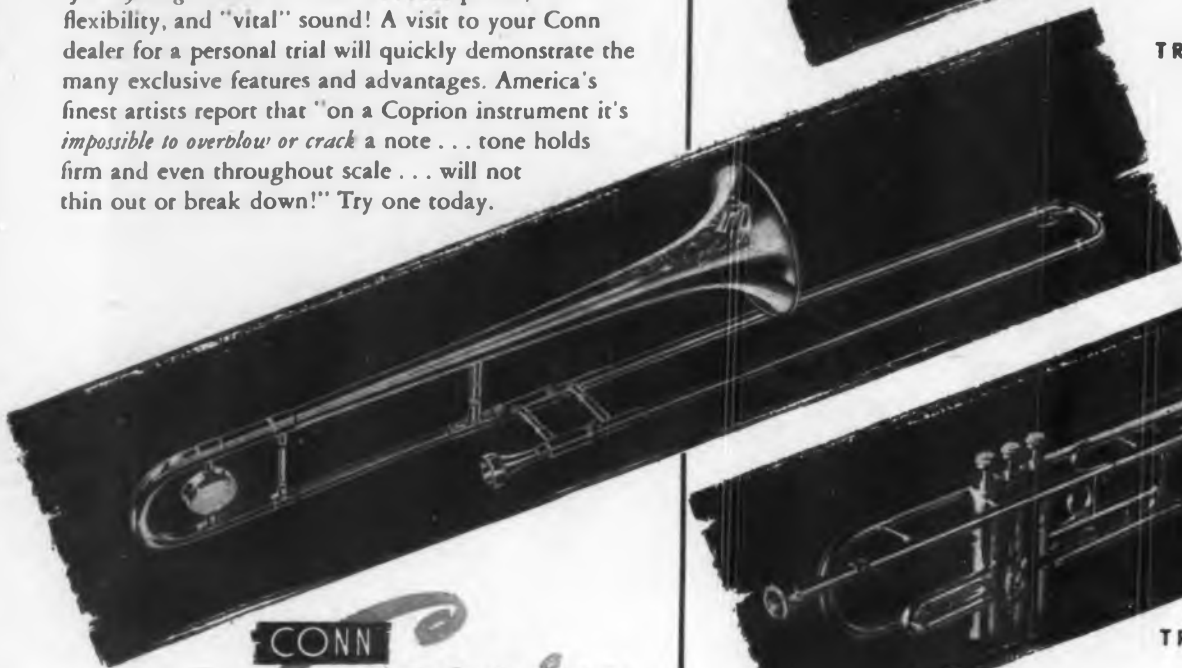 flexibility, and "vital" sound! A visit to your Conn
dealer for a personal trial will quickly demonstrate the
many exclusive features and advantages. America's
finest artists report that "on a Coprion instrument it's
impossible to overblow or crack a note . . . tone holds
firm and even throughout scale . . . will not
thin out or break down!" Try one today.
CONN
TR
TR